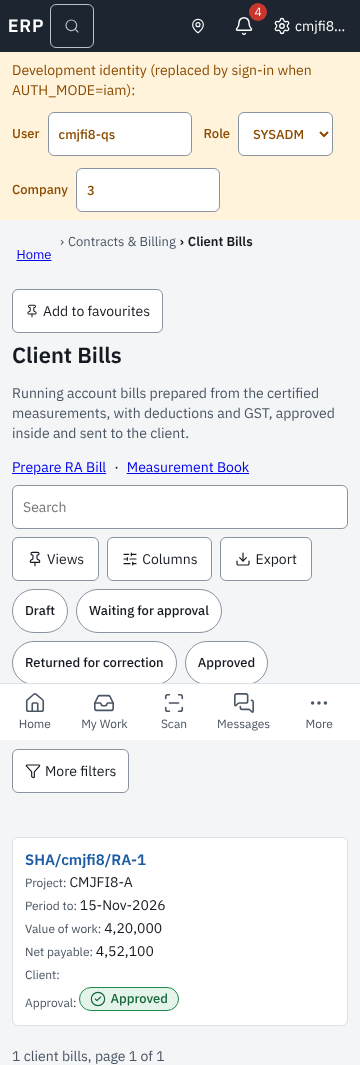 ERP
4
cmjfi8...
Development identity (replaced by sign-in when
AUTH_MODE=iam):
User cmjfi8-qs Role SYSADM
Company 3
Home › Contracts & Billing › Client Bills
Add to favourites
Client Bills
Running account bills prepared from the certified
measurements, with deductions and GST, approved
inside and sent to the client.
Prepare RA Bill · Measurement Book
Search
Views Columns Export
Draft Waiting for approval
Returned for correction Approved
Home My Work Scan Messages More
More filters
SHA/cmjfi8/RA-1
Project: CMJFI8-A
Period to: 15-Nov-2026
Value of work: 4,20,000
Net payable: 4,52,100
Client:
Approval: Approved
1 client bills, page 1 of 1